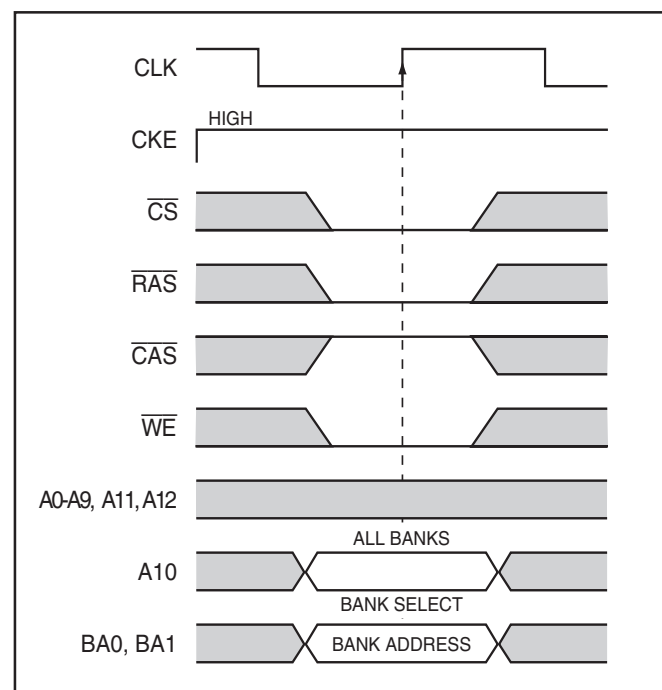 CLK
HIGH
CKE
CS
RAS
CAS
WE
A0-A9, A11, A12
ALL BANKS
A10
BANK SELECT
BA0, BA1 BANK ADDRESS